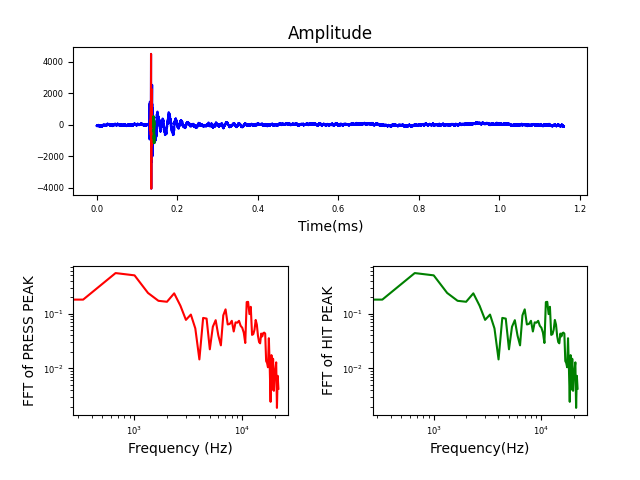 Amplitude
4000
2000
0
−2000
−4000
0.0 0.2 0.4 0.6 0.8 1.0 1.2
Time(ms)
FFT of PRESS PEAK
10⁻¹
10⁻²
10³ 10⁴
Frequency (Hz)
FFT of HIT PEAK
10⁻¹
10⁻²
10³ 10⁴
Frequency(Hz)